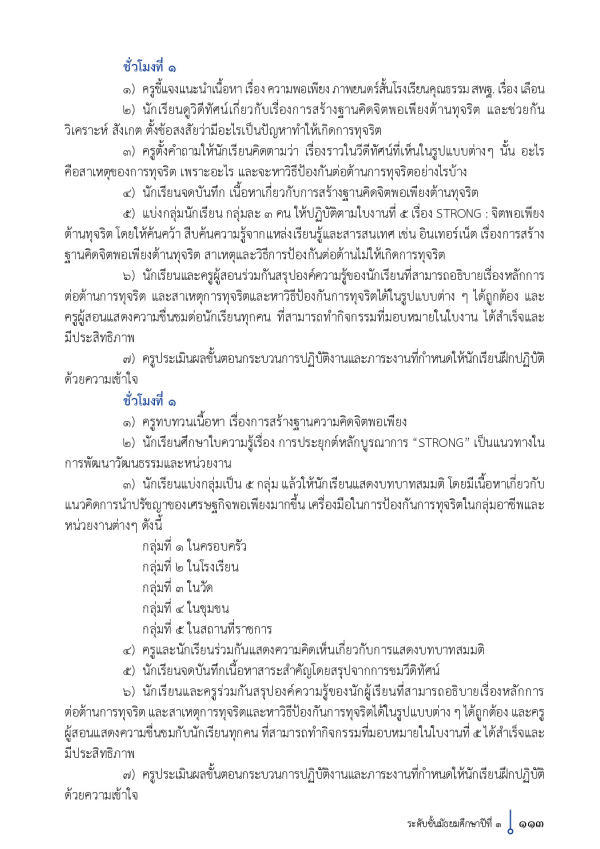 ชั่วโมงที่ ๑
๑) ครูชี้แจงแนะนำเนื้อหา เรื่อง ความพอเพียง ภาพยนตร์สั้นโรงเรียนคุณธรรม สพฐ. เรื่อง เลือน
๒) นักเรียนดูวิดีทัศน์เกี่ยวกับเรื่องการสร้างฐานคิดจิตพอเพียงต้านทุจริต และช่วยกัน
วิเคราะห์ สังเกต ตั้งข้อสงสัยว่ามีอะไรเป็นปัญหาทำให้เกิดการทุจริต
๓) ครูตั้งคำถามให้นักเรียนคิดตามว่า เรื่องราวในวีดีทัศน์ที่เห็นในรูปแบบต่างๆ นั้น อะไร
คือสาเหตุของการทุจริต เพราะอะไร และจะหาวิธีป้องกันต่อต้านการทุจริตอย่างไรบ้าง
๔) นักเรียนจดบันทึก เนื้อหาเกี่ยวกับการสร้างฐานคิดจิตพอเพียงต้านทุจริต
๕) แบ่งกลุ่มนักเรียน กลุ่มละ ๓ คน ให้ปฏิบัติตามใบงานที่ ๕ เรื่อง STRONG : จิตพอเพียง
ต้านทุจริต โดยให้ค้นคว้า สืบค้นความรู้จากแหล่งเรียนรู้และสารสนเทศ เช่น อินเทอร์เน็ต เรื่องการสร้าง
ฐานคิดจิตพอเพียงต้านทุจริต สาเหตุและวิธีการป้องกันต่อต้านไม่ให้เกิดการทุจริต
๖) นักเรียนและครูผู้สอนร่วมกันสรุปองค์ความรู้ของนักเรียนที่สามารถอธิบายเรื่องหลักการ
ต่อต้านการทุจริต และสาเหตุการทุจริตและหาวิธีป้องกันการทุจริตได้ในรูปแบบต่าง ๆ ได้ถูกต้อง และ
ครูผู้สอนแสดงความชื่นชมต่อนักเรียนทุกคน ที่สามารถทำกิจกรรมที่มอบหมายในใบงาน ได้สำเร็จและ
มีประสิทธิภาพ
๗) ครูประเมินผลขั้นตอนกระบวนการปฏิบัติงานและภาระงานที่กำหนดให้นักเรียนฝึกปฏิบัติ
ด้วยความเข้าใจ
ชั่วโมงที่ ๑
๑) ครูทบทวนเนื้อหา เรื่องการสร้างฐานความคิดจิตพอเพียง
๒) นักเรียนศึกษาใบความรู้เรื่อง การประยุกต์หลักบูรณาการ “STRONG” เป็นแนวทางใน
การพัฒนาวัฒนธรรมและหน่วยงาน
๓) นักเรียนแบ่งกลุ่มเป็น ๕ กลุ่ม แล้วให้นักเรียนแสดงบทบาทสมมติ โดยมีเนื้อหาเกี่ยวกับ
แนวคิดการนำปรัชญาของเศรษฐกิจพอเพียงมากขึ้น เครื่องมือในการป้องกันการทุจริตในกลุ่มอาชีพและ
หน่วยงานต่างๆ ดังนี้
กลุ่มที่ ๑ ในครอบครัว
กลุ่มที่ ๒ ในโรงเรียน
กลุ่มที่ ๓ ในวัด
กลุ่มที่ ๔ ในชุมชน
กลุ่มที่ ๕ ในสถานที่ราชการ
๔) ครูและนักเรียนร่วมกันแสดงความคิดเห็นเกี่ยวกับการแสดงบทบาทสมมติ
๕) นักเรียนจดบันทึกเนื้อหาสาระสำคัญโดยสรุปจากการชมวีดิทัศน์
๖) นักเรียนและครูร่วมกันสรุปองค์ความรู้ของนักผู้เรียนที่สามารถอธิบายเรื่องหลักการ
ต่อต้านการทุจริต และสาเหตุการทุจริตและหาวิธีป้องกันการทุจริตได้ในรูปแบบต่าง ๆ ได้ถูกต้อง และครู
ผู้สอนแสดงความชื่นชมกับนักเรียนทุกคน ที่สามารถทำกิจกรรมที่มอบหมายในใบงานที่ ๕ ได้สำเร็จและ
มีประสิทธิภาพ
๗) ครูประเมินผลขั้นตอนกระบวนการปฏิบัติงานและภาระงานที่กำหนดให้นักเรียนฝึกปฏิบัติ
ด้วยความเข้าใจ
ระดับชั้นมัธยมศึกษาปีที่ ๑ ๑๑๓